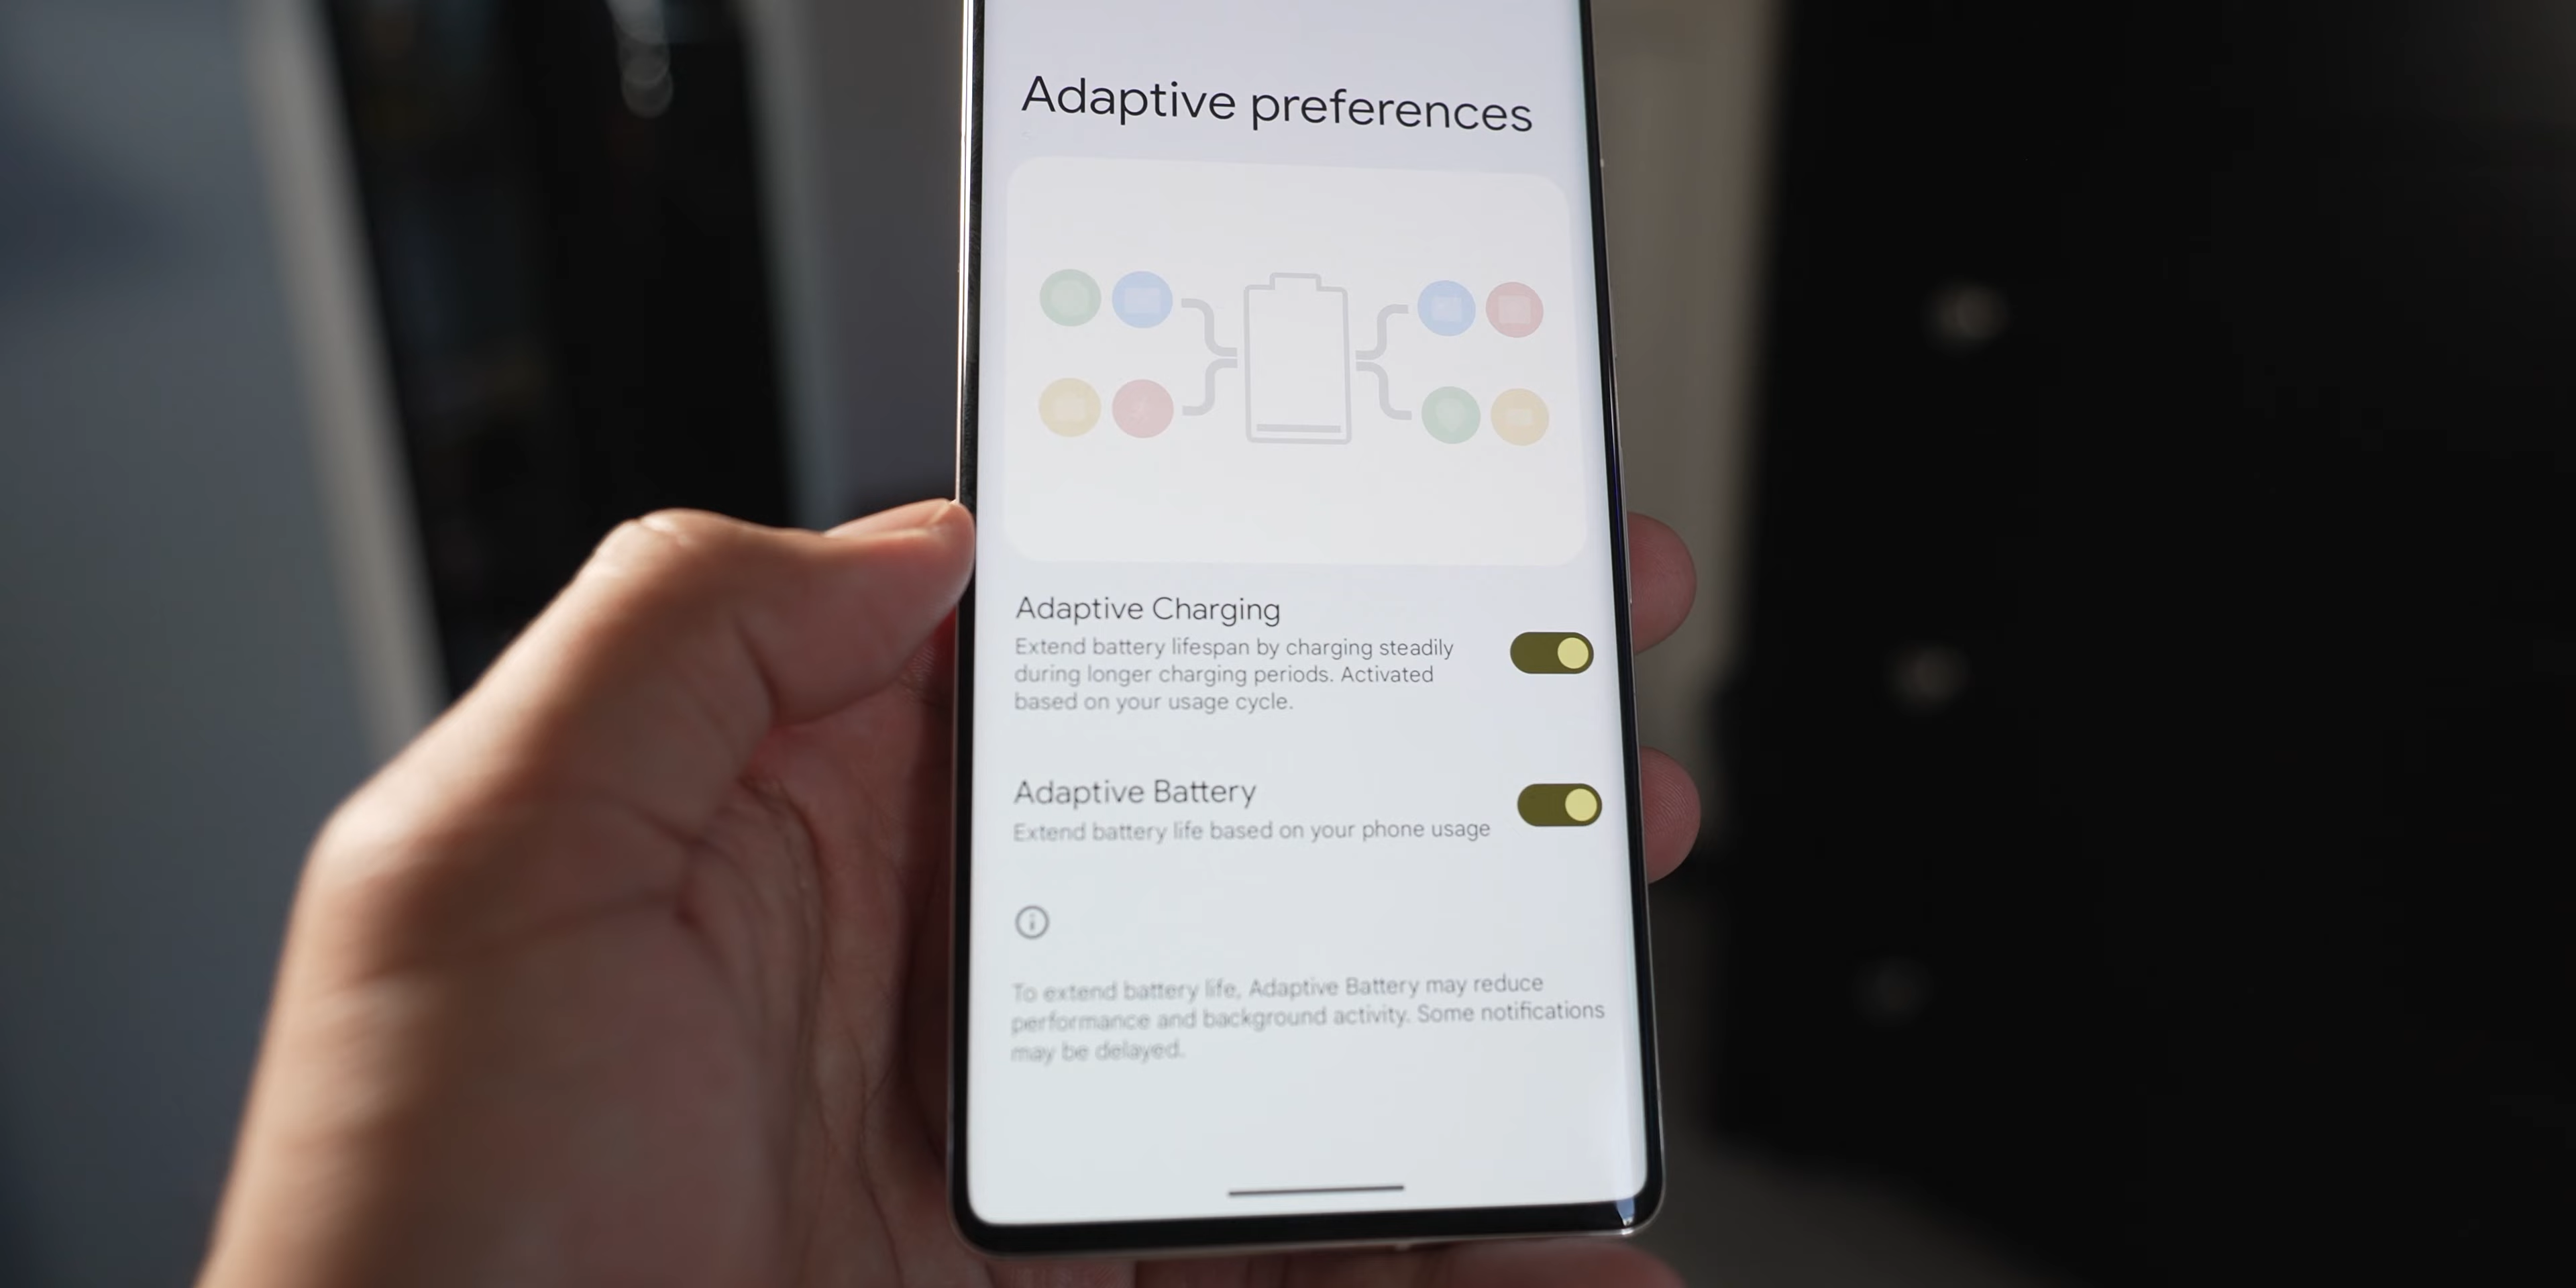 Adaptive preferences
Adaptive Charging
Extend battery lifespan by charging steadily
during longer charging periods. Activated
based on your usage cycle.
Adaptive Battery
Extend battery life based on your phone usage
To extend battery life, Adaptive Battery may reduce
performance and background activity. Some notifications
may be delayed.